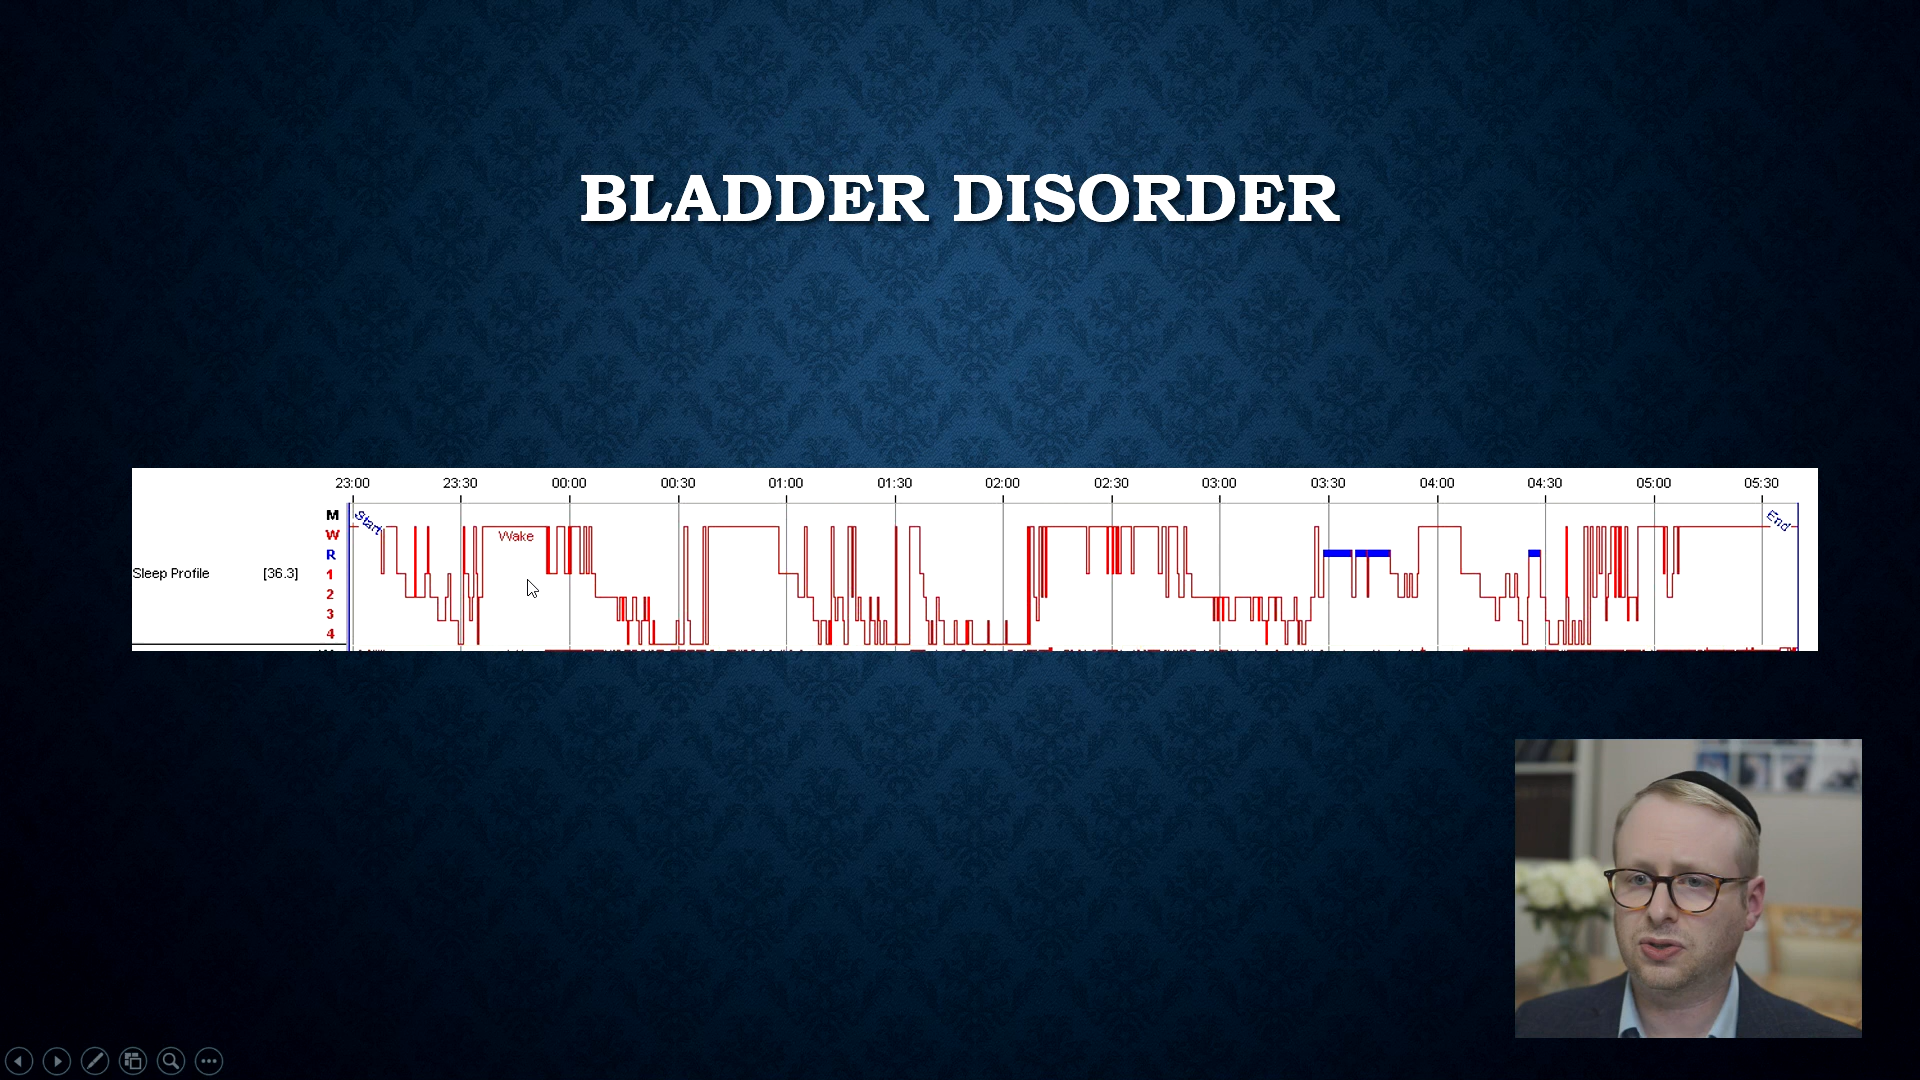 BLADDER DISORDER
23:00 23:30 00:00 00:30 01:00 01:30 02:00 02:30 03:00 03:30 04:00 04:30 05:00 05:30
M
Start End
W
Wake
R
Sleep Profile [36.3] 1
2
3
4